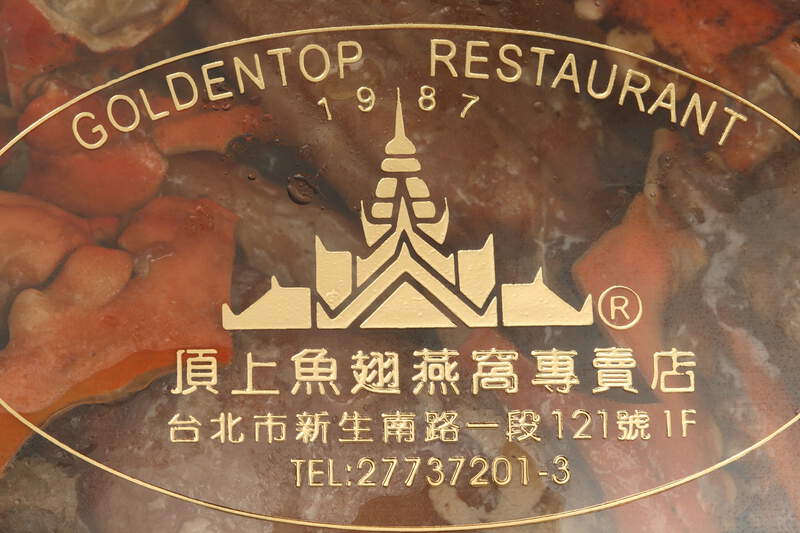 GOLDENTOP RESTAURANT
1987
®
頂上魚翅燕窩專賣店
台北市新生南路一段121號1F
TEL:27737201-3